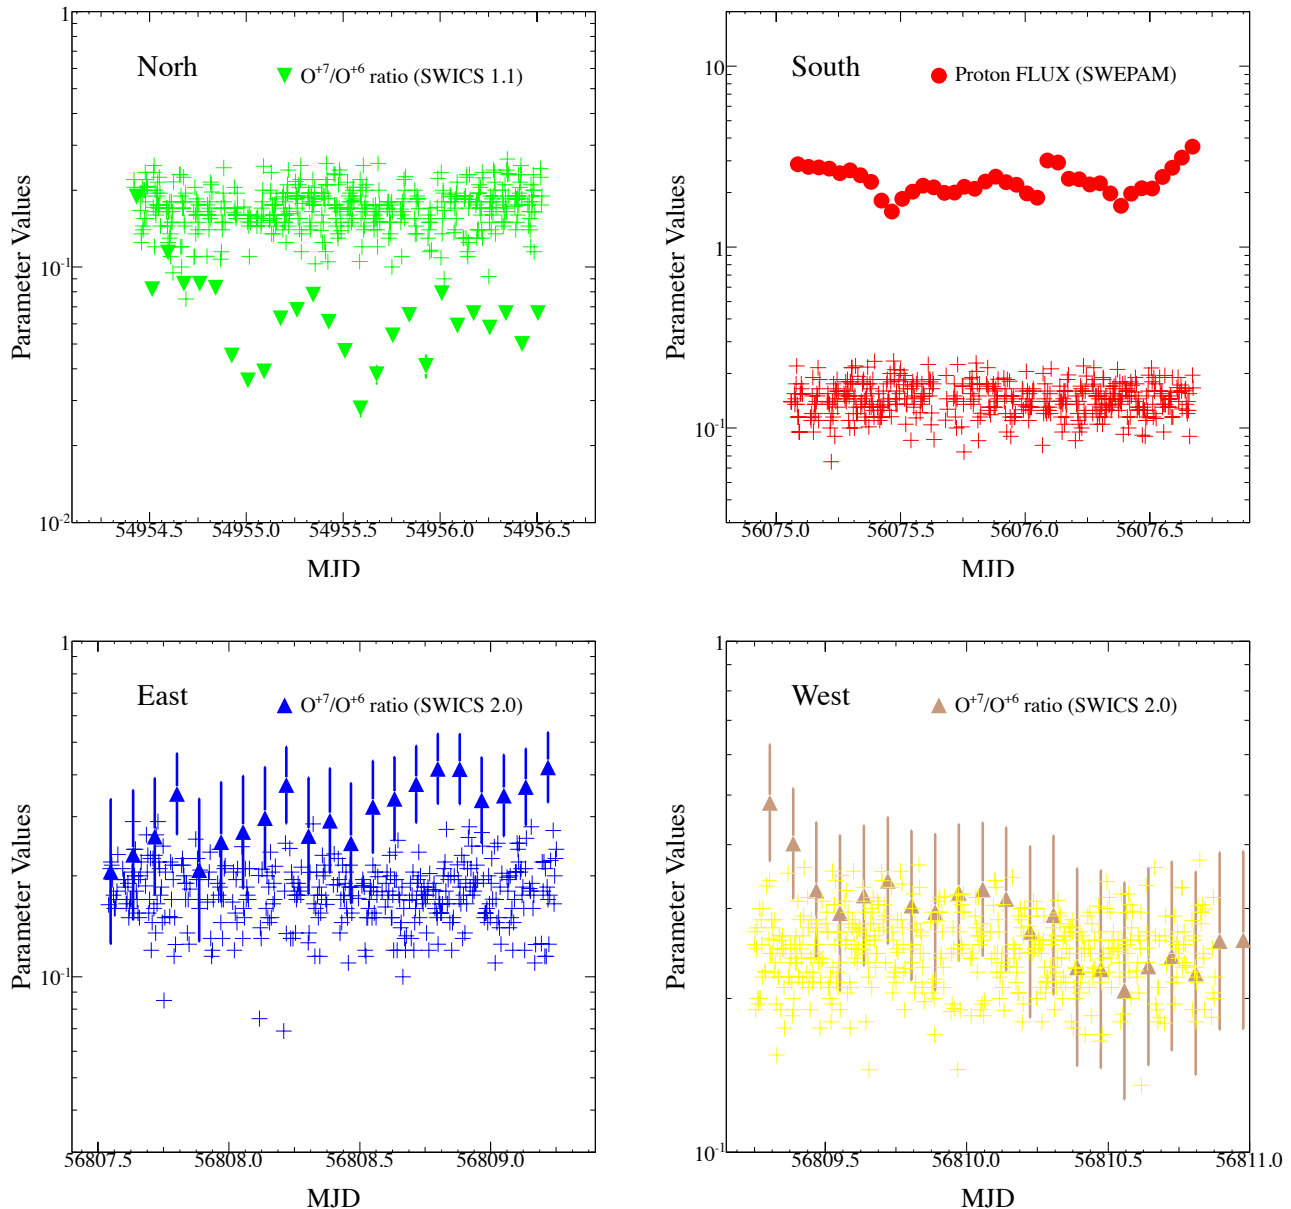 1
Norh
O+7/O+6 ratio (SWICS 1.1)
Parameter Values
10-1
10-2
54954.5 54955.0 54955.5 54956.0 54956.5
MJD
10
South
Proton FLUX (SWEPAM)
Parameter Values
1
10-1
56075.0 56075.5 56076.0 56076.5
MJD
1
East
O+7/O+6 ratio (SWICS 2.0)
Parameter Values
10-1
56807.5 56808.0 56808.5 56809.0
MJD
1
West
O+7/O+6 ratio (SWICS 2.0)
Parameter Values
10-1
56809.5 56810.0 56810.5 56811.0
MJD